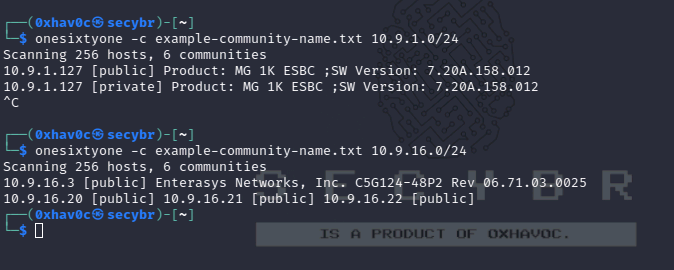 ┌──(0xhav0c㉿secybr)-[~]
└─$ onesixtyone -c example-community-name.txt 10.9.1.0/24
Scanning 256 hosts, 6 communities
10.9.1.127 [public] Product: MG 1K ESBC ;SW Version: 7.20A.158.012
10.9.1.127 [private] Product: MG 1K ESBC ;SW Version: 7.20A.158.012
^C
┌──(0xhav0c㉿secybr)-[~]
└─$ onesixtyone -c example-community-name.txt 10.9.16.0/24
Scanning 256 hosts, 6 communities
10.9.16.3 [public] Enterasys Networks, Inc. C5G124-48P2 Rev 06.71.03.0025
10.9.16.20 [public] 10.9.16.21 [public] 10.9.16.22 [public]
┌──(0xhav0c㉿secybr)-[~]
└─$
SECYBR
IS A PRODUCT OF 0XHAV0C.